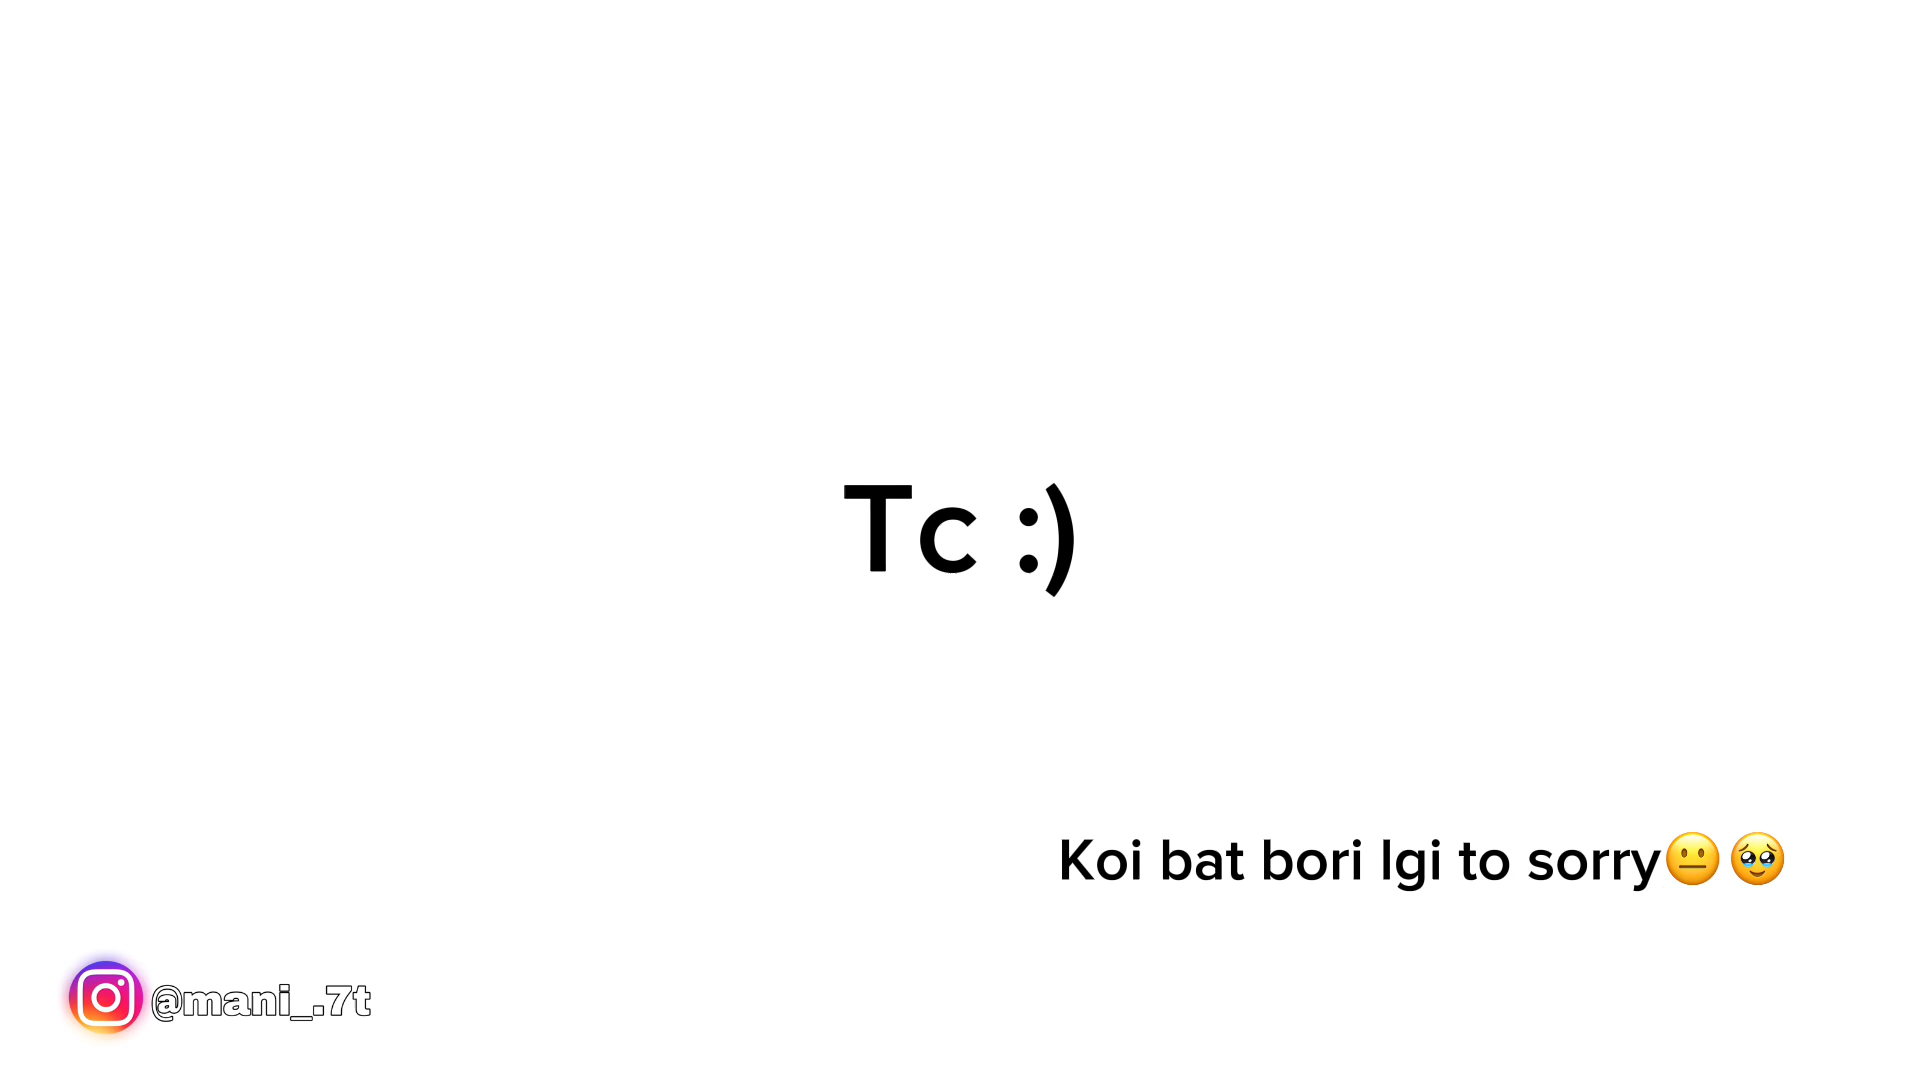 Tc :)
Koi bat bori lgi to sorry😐🥹
@mani_.7t